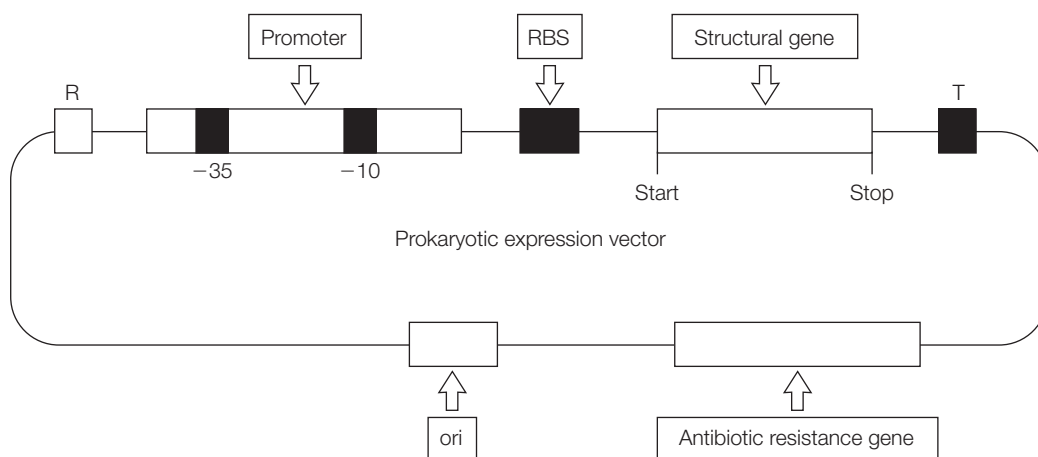 Promoter
RBS
Structural gene
R
T
−35
−10
Start
Stop
Prokaryotic expression vector
ori
Antibiotic resistance gene